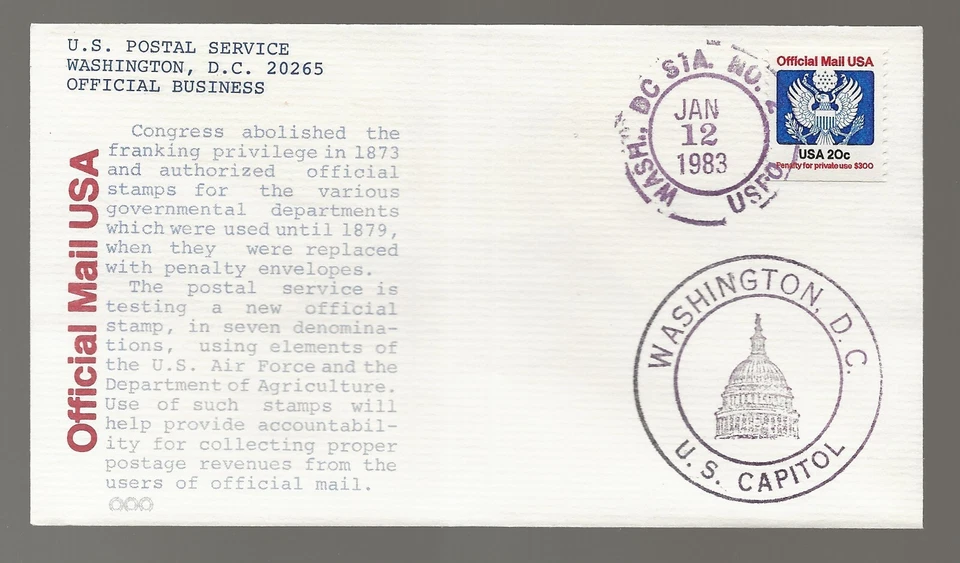 U.S. POSTAL SERVICE
WASHINGTON, D.C. 20265
OFFICIAL BUSINESS
Official Mail USA
Congress abolished the
franking privilege in 1873
and authorized official
stamps for the various
governmental departments
which were used until 1879,
when they were replaced
with penalty envelopes.
The postal service is
testing a new official
stamp, in seven denomina-
tions, using elements of
the U.S. Air Force and the
Department of Agriculture.
Use of such stamps will
help provide accountabil-
ity for collecting proper
postage revenues from the
users of official mail.
WASH., DC STA. NO. 2
JAN
12
1983
USPO
Official Mail USA
USA 20c
Penalty for private use $300
WASHINGTON, D.C.
U.S. CAPITOL